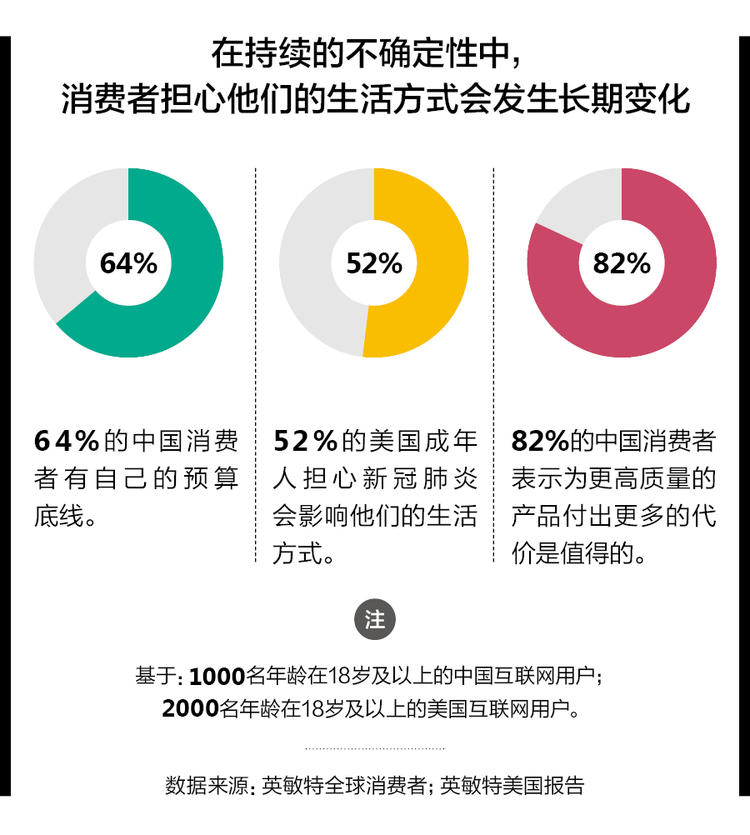 在持续的不确定性中，
消费者担心他们的生活方式会发生长期变化
64%
52%
82%
64%的中国消费
者有自己的预算
底线。
52%的美国成年
人担心新冠肺炎
会影响他们的生活
方式。
82%的中国消费者
表示为更高质量的
产品付出更多的代
价是值得的。
注
基于：1000名年龄在18岁及以上的中国互联网用户；
2000名年龄在18岁及以上的美国互联网用户。
数据来源：英敏特全球消费者；英敏特美国报告